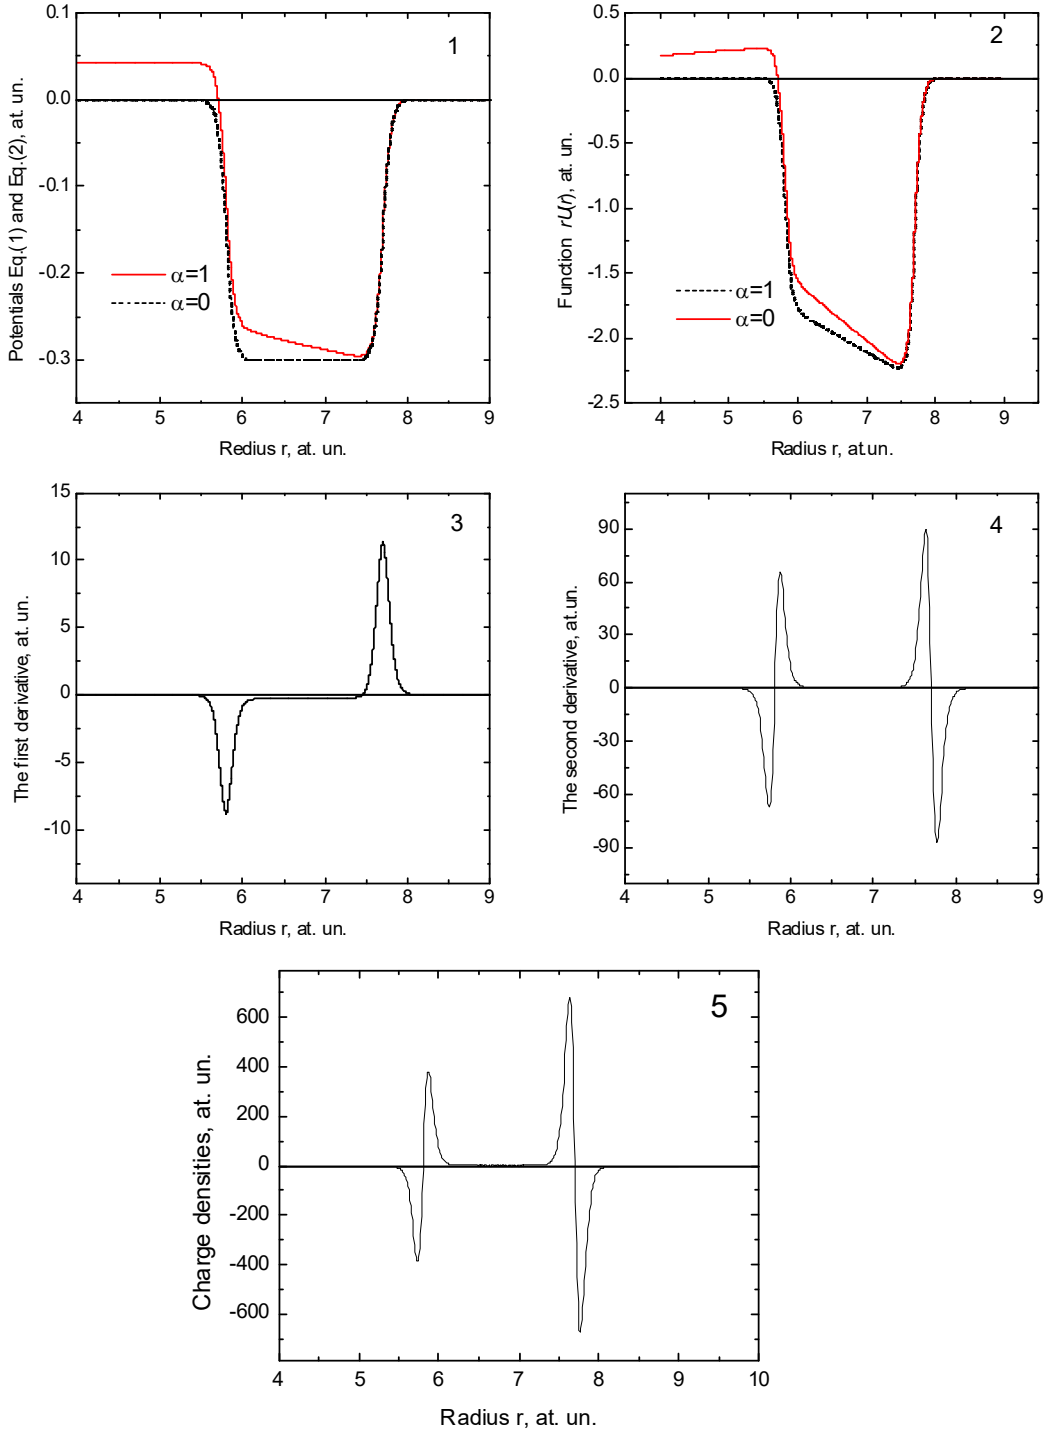 1
0.1
0.0
-0.1
-0.2
-0.3
Potentials Eq.(1) and Eq.(2), at. un.
α=1
α=0
4 5 6 7 8 9
Redius r, at. un.
2
0.5
0.0
-0.5
-1.0
-1.5
-2.0
-2.5
Function rU(r), at. un.
α=1
α=0
4 5 6 7 8 9
Radius r, at.un.
3
15
10
5
0
-5
-10
The first derivative, at. un.
4 5 6 7 8 9
Radius r, at. un.
4
90
60
30
0
-30
-60
-90
The second derivative, at.un.
4 5 6 7 8 9
Radius r, at. un.
5
600
400
200
0
-200
-400
-600
Charge densities, at. un.
4 5 6 7 8 9 10
Radius r, at. un.